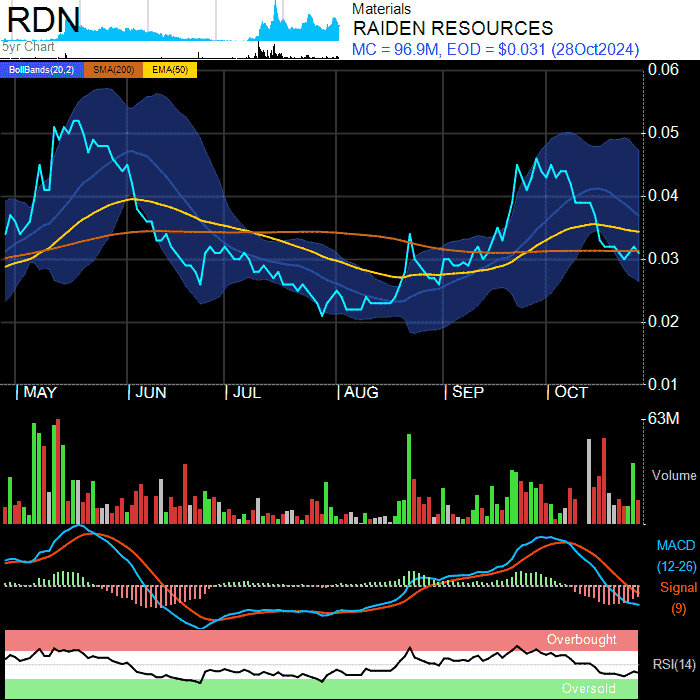 RDN
5yr Chart
Materials
RAIDEN RESOURCES
MC = 96.9M, EOD = $0.031 (28Oct2024)
BollBands(20,2) SMA(200) EMA(50)
0.06
0.05
0.04
0.03
0.02
0.01
MAY JUN JUL AUG SEP OCT
63M
Volume
MACD
(12-26)
Signal
(9)
Overbought
RSI(14)
Oversold